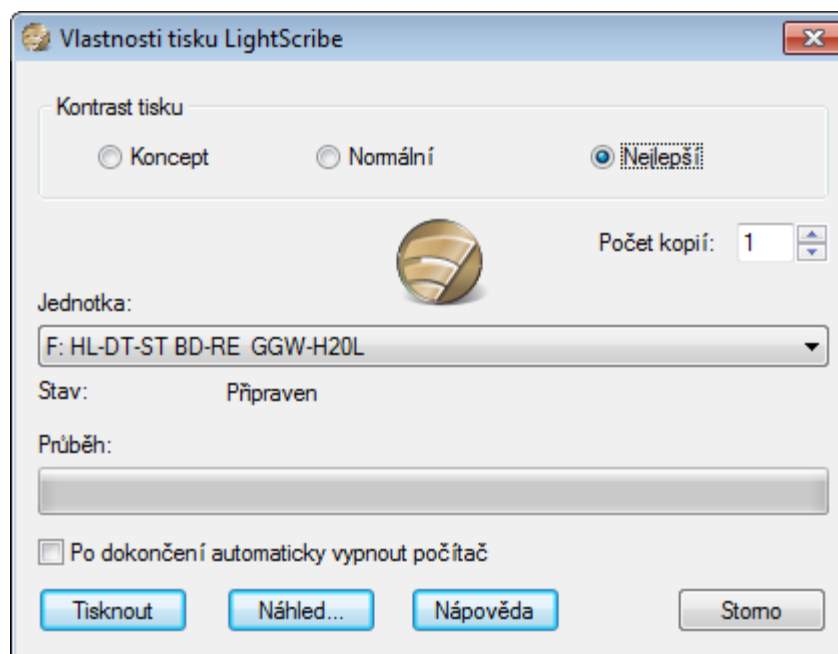 Vlastnosti tisku LightScribe
Kontrast tisku
Koncept Normální Nejlepší
Počet kopií: 1
Jednotka:
F: HL-DT-ST BD-RE GGW-H20L
Stav: Připraven
Průběh:
Po dokončení automaticky vypnout počítač
Tisknout Náhled... Nápověda Storno